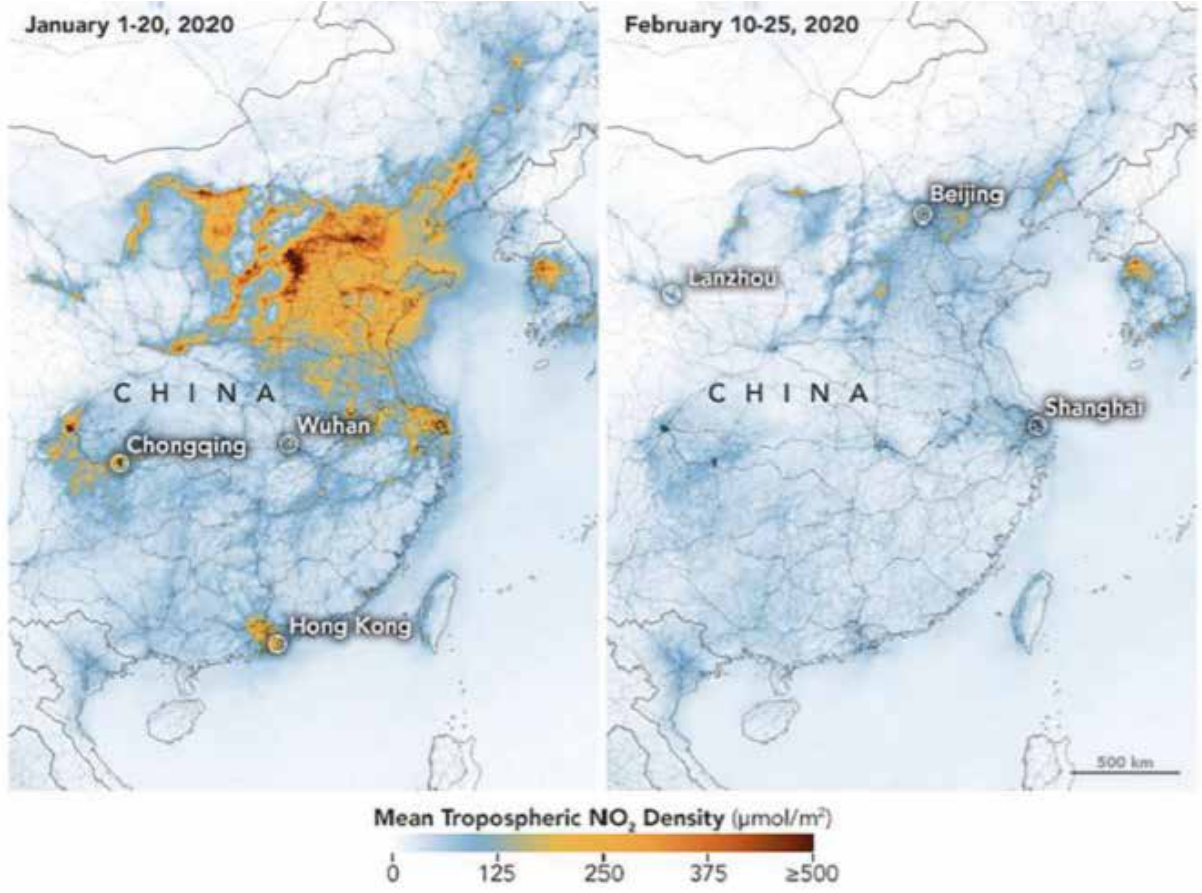 January 1-20, 2020
February 10-25, 2020
Beijing
Lanzhou
CHINA
CHINA
Shanghai
Wuhan
Chongqing
Hong Kong
500 km
Mean Tropospheric NO₂ Density (µmol/m²)
0 125 250 375 ≥500